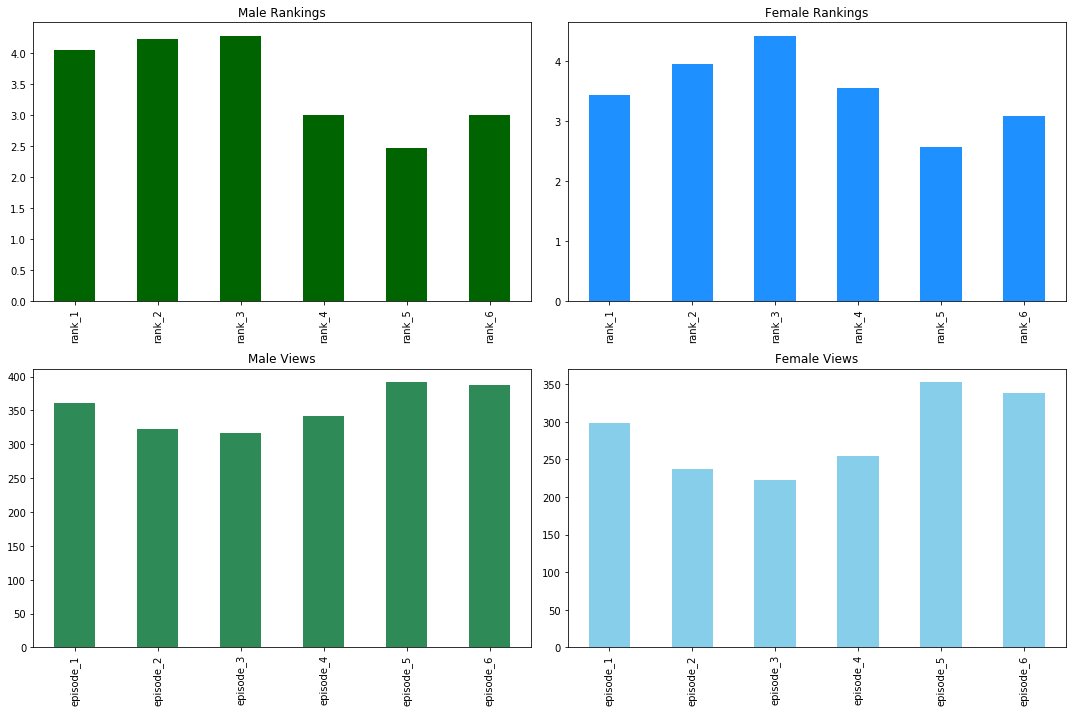 Male Rankings
4.0
3.5
3.0
2.5
2.0
1.5
1.0
0.5
0.0
rank_1
rank_2
rank_3
rank_4
rank_5
rank_6
Female Rankings
4
3
2
1
0
rank_1
rank_2
rank_3
rank_4
rank_5
rank_6
Male Views
400
350
300
250
200
150
100
50
0
episode_1
episode_2
episode_3
episode_4
episode_5
episode_6
Female Views
350
300
250
200
150
100
50
0
episode_1
episode_2
episode_3
episode_4
episode_5
episode_6